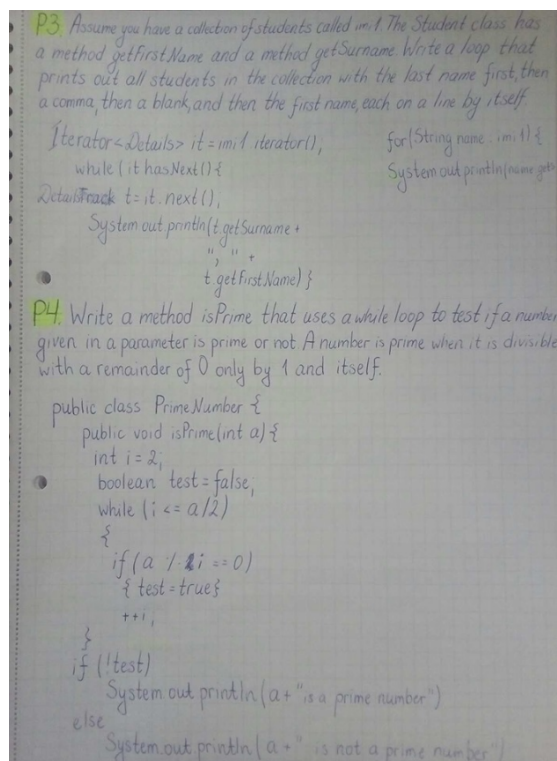 P3. Assume you have a collection of students called imi1. The Student class has
a method getFirstName and a method getSurname. Write a loop that
prints out all students in the collection with the last name first, then
a comma, then a blank, and then the first name, each on a line by itself.
Iterator<Details> it = imi1 iterator();
while (it hasNext() {
t = it.next();
System out println(t.getSurname +
", " +
t.getFirstName) }
for (String name : imi1) {
System out println(name get
P4. Write a method isPrime that uses a while loop to test if a number
given in a parameter is prime or not A number is prime when it is divisible
with a remainder of 0 only by 1 and itself.
public class PrimeNumber {
public void isPrime(int a) {
int i = 2;
boolean test = false;
while (i <= a/2)
{
if (a % i == 0)
{ test = true }
++i;
}
if (!test)
System out println(a + "is a prime number")
else
System.out.println(a + " is not a prime number")